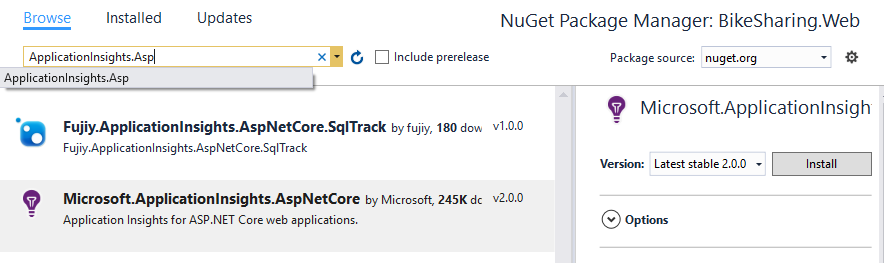 Browse Installed Updates NuGet Package Manager: BikeSharing.Web
ApplicationInsights.Asp Include prerelease Package source: nuget.org
ApplicationInsights.Asp
Fujiy.ApplicationInsights.AspNetCore.SqlTrack by fujiy, 180 dow v1.0.0
Fujiy.ApplicationInsights.AspNetCore.SqlTrack
Microsoft.ApplicationInsights.AspNetCore by Microsoft, 245K dc v2.0.0
Application Insights for ASP.NET Core web applications.
Microsoft.ApplicationInsigh
Version: Latest stable 2.0.0 Install
Options